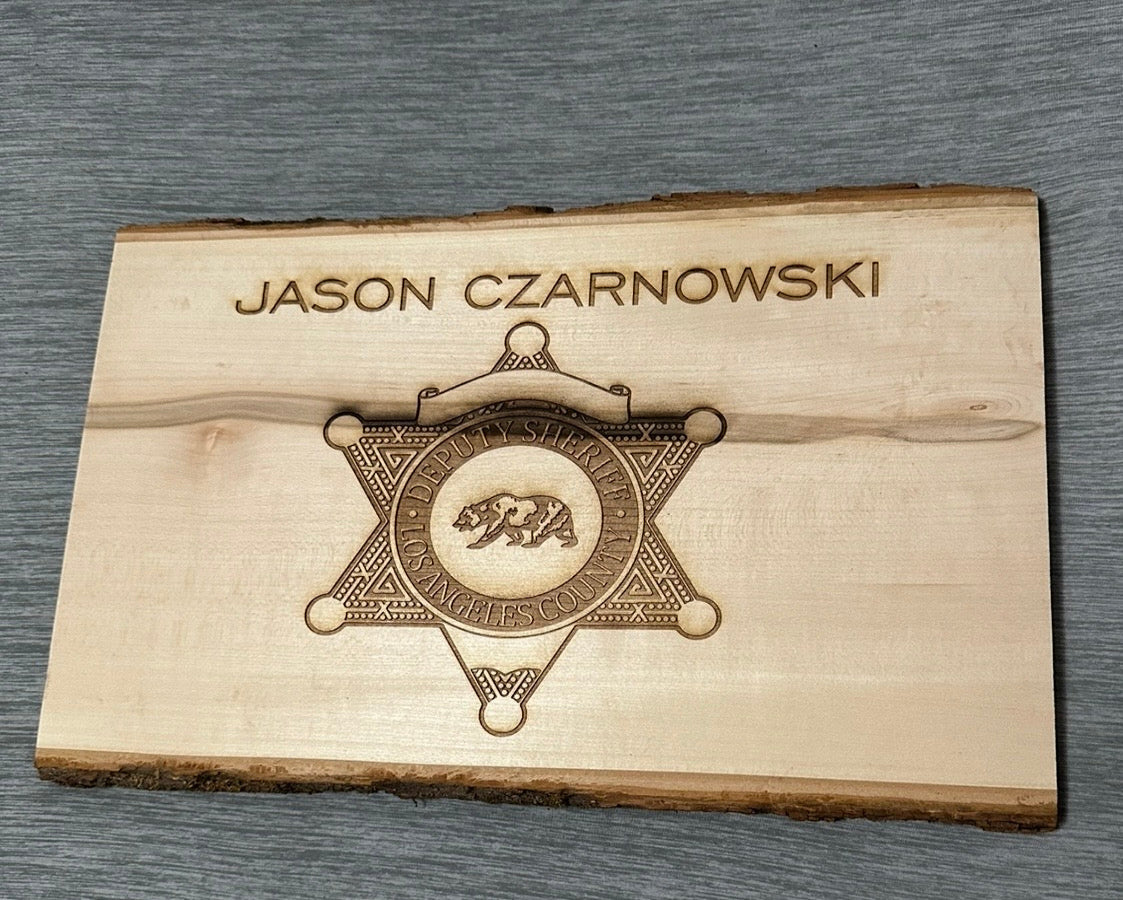 JASON CZARNOWSKI
DEPUTY SHERIFF
LOS ANGELES COUNTY